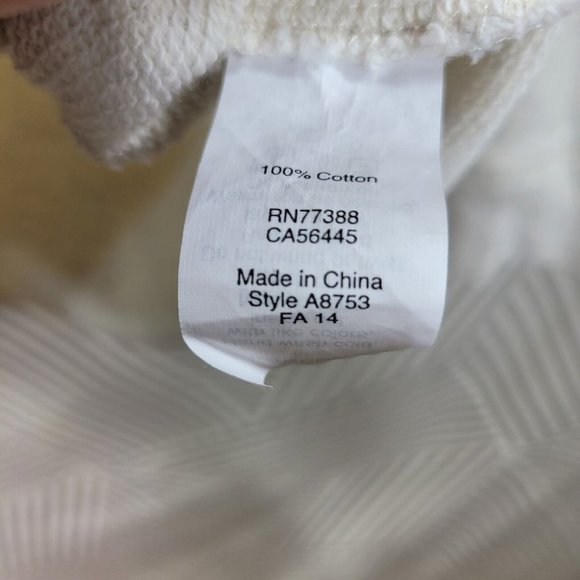 100% Cotton
RN77388
CA56445
Made in China
Style A8753
FA 14